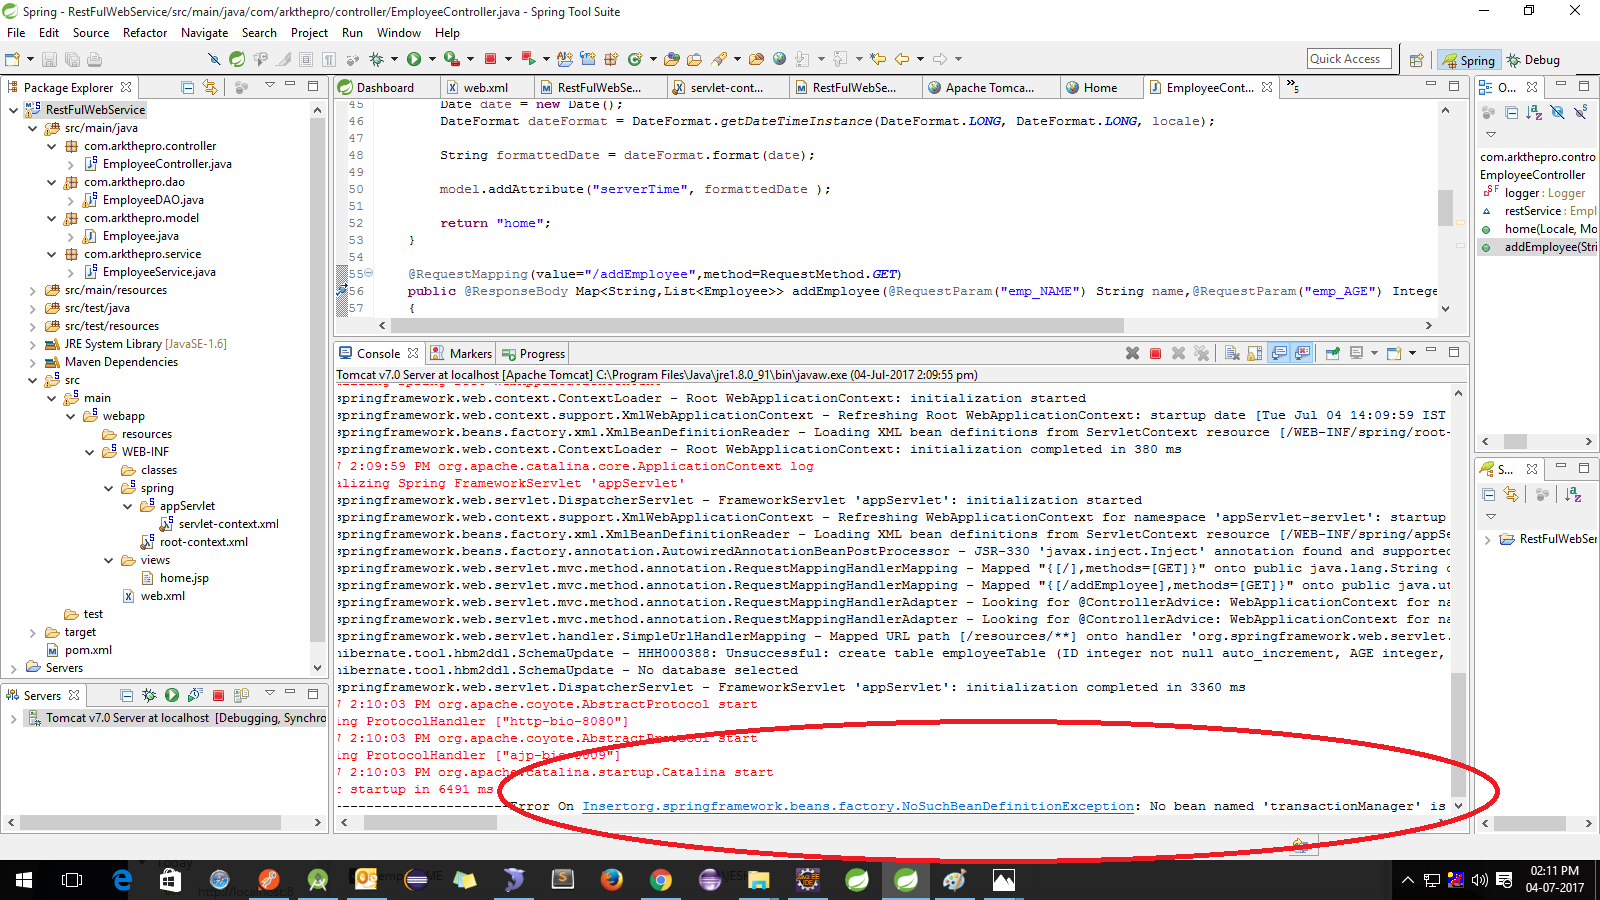 Spring - RestFulWebService/src/main/java/com/arkthepro/controller/EmployeeController.java - Spring Tool Suite
File Edit Source Refactor Navigate Search Project Run Window Help
Quick Access
Spring
Debug
Package Explorer
RestFulWebService
src/main/java
com.arkthepro.controller
EmployeeController.java
com.arkthepro.dao
EmployeeDAO.java
com.arkthepro.model
Employee.java
com.arkthepro.service
EmployeeService.java
src/main/resources
src/test/java
src/test/resources
JRE System Library [JavaSE-1.6]
Maven Dependencies
src
main
webapp
resources
WEB-INF
classes
spring
appServlet
servlet-context.xml
root-context.xml
views
home.jsp
web.xml
test
target
pom.xml
Servers
Servers
Tomcat v7.0 Server at localhost [Debugging, Synchro
Dashboard
web.xml
RestFulWebSe...
servlet-cont...
RestFulWebSe...
Apache Tomca...
Home
EmployeeCont...
»5
45 Date date = new Date();
46 DateFormat dateFormat = DateFormat.getDateTimeInstance(DateFormat.LONG, DateFormat.LONG, locale);
47
48 String formattedDate = dateFormat.format(date);
49
50 model.addAttribute("serverTime", formattedDate );
51
52 return "home";
53 }
54
55 @RequestMapping(value="/addEmployee",method=RequestMethod.GET)
56 public @ResponseBody Map<String,List<Employee>> addEmployee(@RequestParam("emp_NAME") String name,@RequestParam("emp_AGE") Intege
57 {
Console Markers Progress
Tomcat v7.0 Server at localhost [Apache Tomcat] C:\Program Files\Java\jre1.8.0_91\bin\javaw.exe (04-Jul-2017 2:09:55 pm)
springframework.web.context.ContextLoader - Root WebApplicationContext: initialization started
springframework.web.context.support.XmlWebApplicationContext - Refreshing Root WebApplicationContext: startup date [Tue Jul 04 14:09:59 IST
springframework.beans.factory.xml.XmlBeanDefinitionReader - Loading XML bean definitions from ServletContext resource [/WEB-INF/spring/root-
springframework.web.context.ContextLoader - Root WebApplicationContext: initialization completed in 380 ms
7 2:09:59 PM org.apache.catalina.core.ApplicationContext log
alizing Spring FrameworkServlet 'appServlet'
springframework.web.servlet.DispatcherServlet - FrameworkServlet 'appServlet': initialization started
springframework.web.context.support.XmlWebApplicationContext - Refreshing WebApplicationContext for namespace 'appServlet-servlet': startup
springframework.beans.factory.xml.XmlBeanDefinitionReader - Loading XML bean definitions from ServletContext resource [/WEB-INF/spring/appSe
springframework.beans.factory.annotation.AutowiredAnnotationBeanPostProcessor - JSR-330 'javax.inject.Inject' annotation found and supported
springframework.web.servlet.mvc.method.annotation.RequestMappingHandlerMapping - Mapped "{[/],methods=[GET]}" onto public java.lang.String c
springframework.web.servlet.mvc.method.annotation.RequestMappingHandlerMapping - Mapped "{[/addEmployee],methods=[GET]}" onto public java.ut
springframework.web.servlet.mvc.method.annotation.RequestMappingHandlerAdapter - Looking for @ControllerAdvice: WebApplicationContext for na
springframework.web.servlet.mvc.method.annotation.RequestMappingHandlerAdapter - Looking for @ControllerAdvice: WebApplicationContext for na
springframework.web.servlet.handler.SimpleUrlHandlerMapping - Mapped URL path [/resources/**] onto handler 'org.springframework.web.servlet.
hibernate.tool.hbm2ddl.SchemaUpdate - HHH000388: Unsuccessful: create table employeeTable (ID integer not null auto_increment, AGE integer,
hibernate.tool.hbm2ddl.SchemaUpdate - No database selected
springframework.web.servlet.DispatcherServlet - FrameworkServlet 'appServlet': initialization completed in 3360 ms
7 2:10:03 PM org.apache.coyote.AbstractProtocol start
ing ProtocolHandler ["http-bio-8080"]
7 2:10:03 PM org.apache.coyote.AbstractProtocol start
ing ProtocolHandler ["ajp-bio-8009"]
7 2:10:03 PM org.apache.catalina.startup.Catalina start
r startup in 6491 ms
---------------------Error On Insertorg.springframework.beans.factory.NoSuchBeanDefinitionException: No bean named 'transactionManager' is
O...
com.arkthepro.contro
EmployeeController
logger : Logger
restService : Empl
home(Locale, Mo
addEmployee(Stri
S...
RestFulWebSer
02:11 PM
04-07-2017